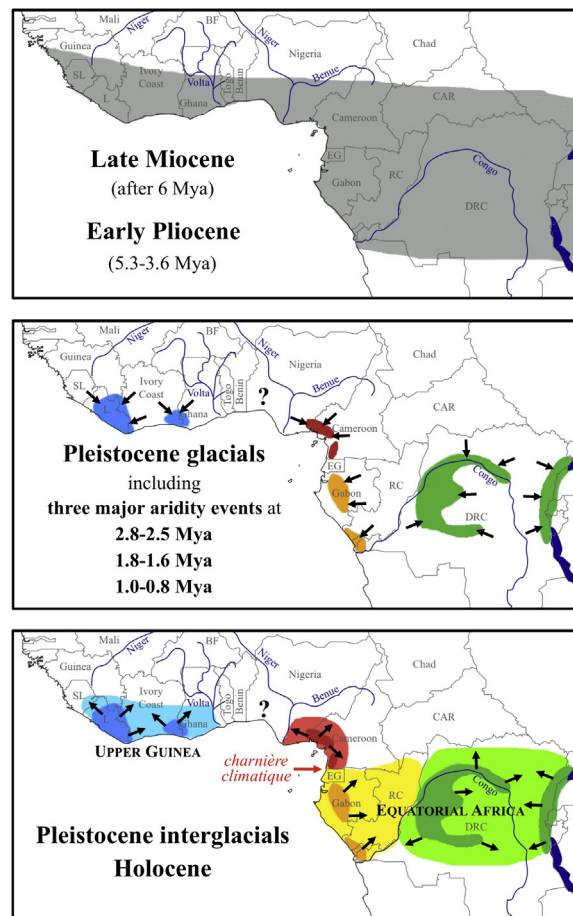 Mali
BF
Niger
Guinea
Nigeria
Chad
SL
Ivory
Coast
Togo
Benin
Benue
L
Volta
Ghana
CAR
Cameroon
Late Miocene
(after 6 Mya)
EG
Gabon
RC
Congo
DRC
Early Pliocene
(5.3-3.6 Mya)
Mali
BF
Niger
Guinea
Nigeria
Chad
SL
Ivory
Coast
Togo
Benin
Benue
L
Volta
Ghana
?
CAR
Cameroon
Pleistocene glacials
EG
including
Gabon
RC
Congo
three major aridity events at
DRC
2.8-2.5 Mya
1.8-1.6 Mya
1.0-0.8 Mya
Mali
BF
Niger
Guinea
Nigeria
Chad
SL
Ivory
Coast
Togo
Benin
Benue
L
Volta
Ghana
?
CAR
Cameroon
UPPER GUINEA
charnière
climatique
EG
Gabon
RC
Congo
EQUATORIAL AFRICA
DRC
Pleistocene interglacials
Holocene